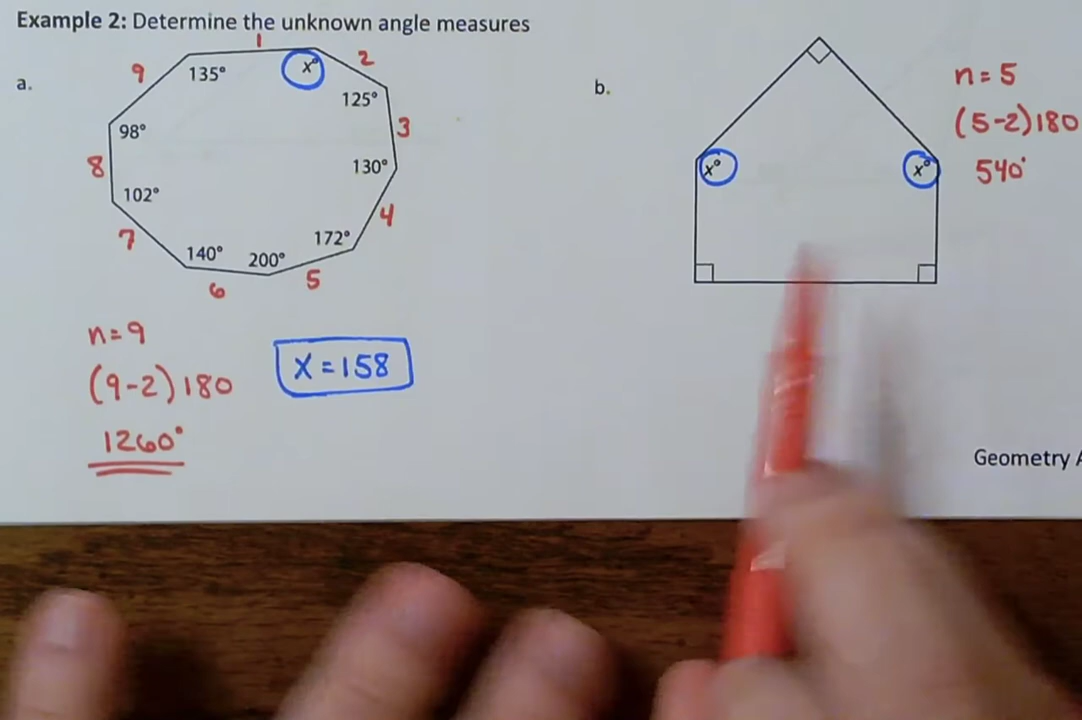 Example 2: Determine the unknown angle measures
a.
1
2
3
4
5
6
7
8
9
135°
x°
125°
130°
172°
200°
140°
102°
98°
n=9
(9-2)180
1260°
x=158
b.
x°
x°
n=5
(5-2)180
540°
Geometry A